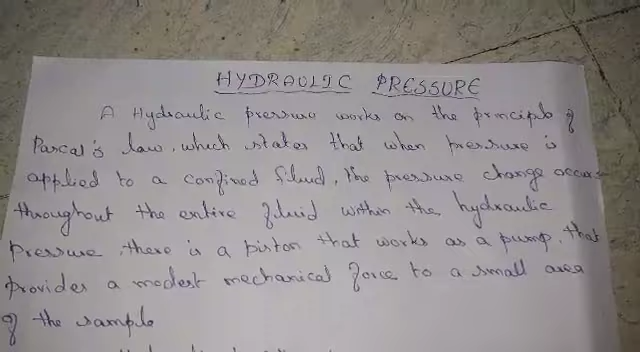 HYDRAULIC PRESSURE
A Hydraulic pressure works on the principle of
Pascal's law, which states that when pressure is
applied to a confined fluid, the pressure change occurs
throughout the entire fluid within the hydraulic
pressure, there is a piston that works as a pump, that
provides a modest mechanical force to a small area
of the sample